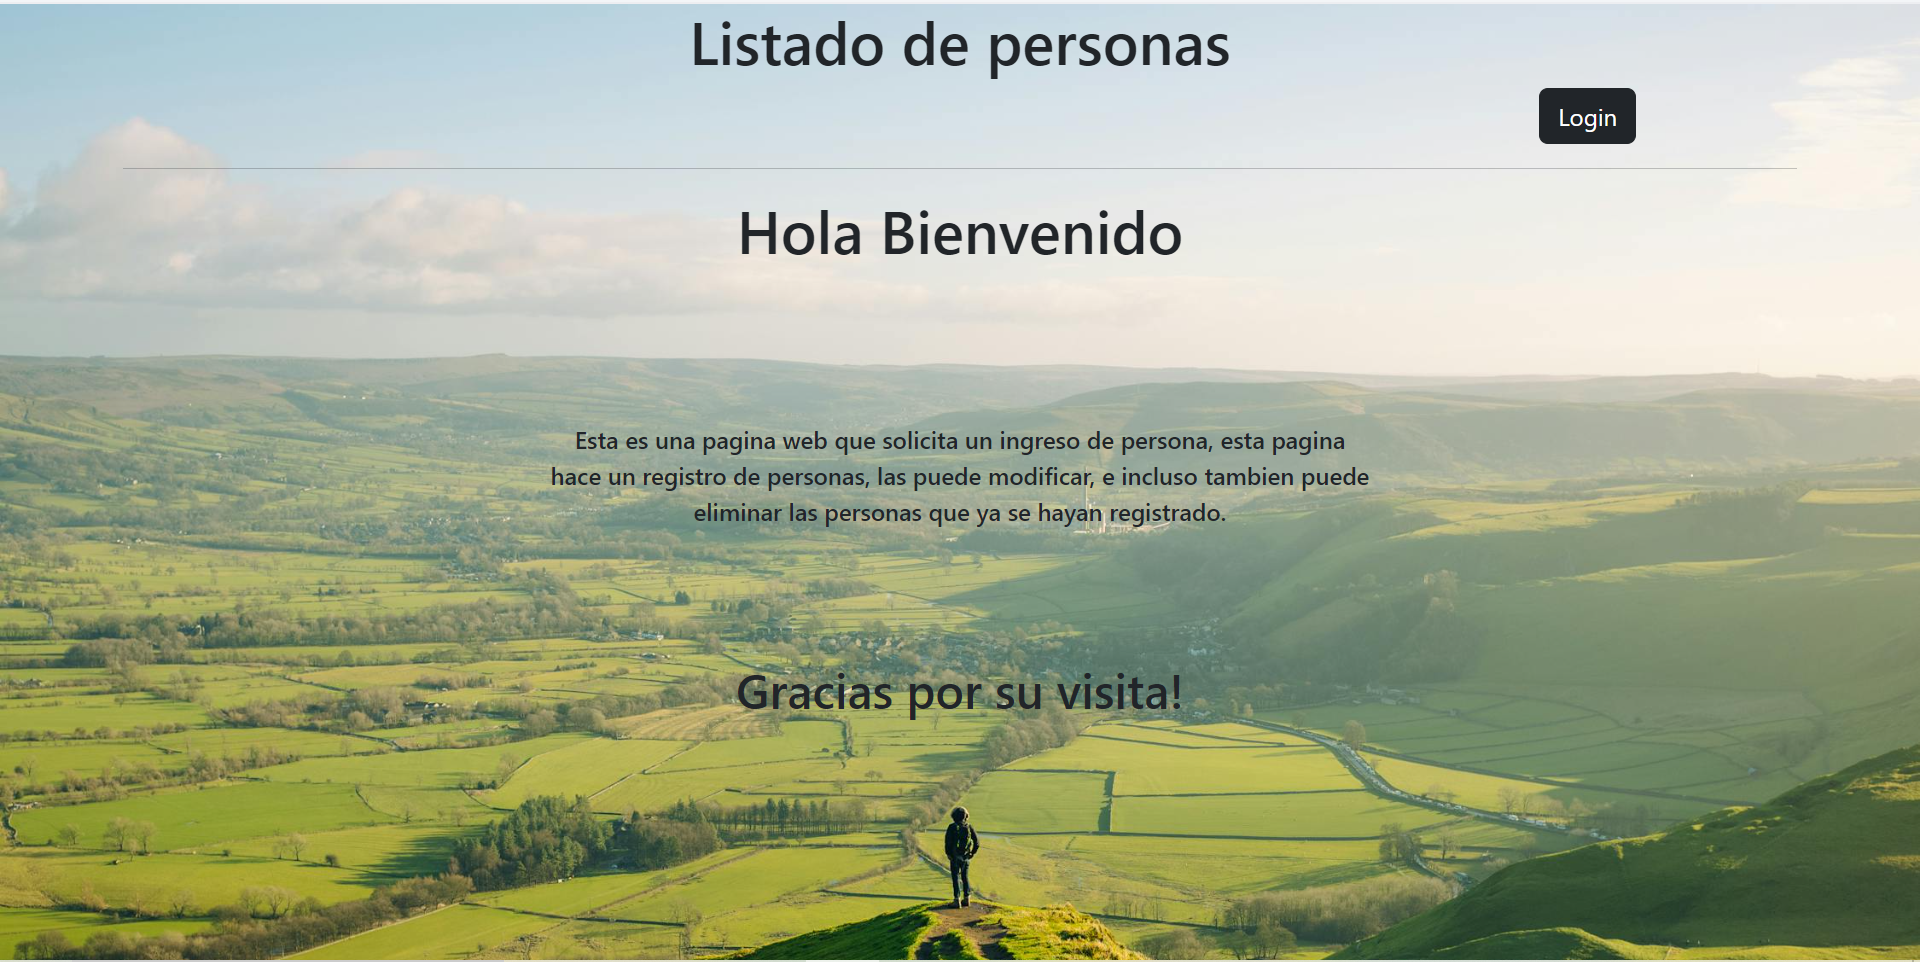 Listado de personas
Login
Hola Bienvenido
Esta es una pagina web que solicita un ingreso de persona, esta pagina
hace un registro de personas, las puede modificar, e incluso tambien puede
eliminar las personas que ya se hayan registrado.
Gracias por su visita!